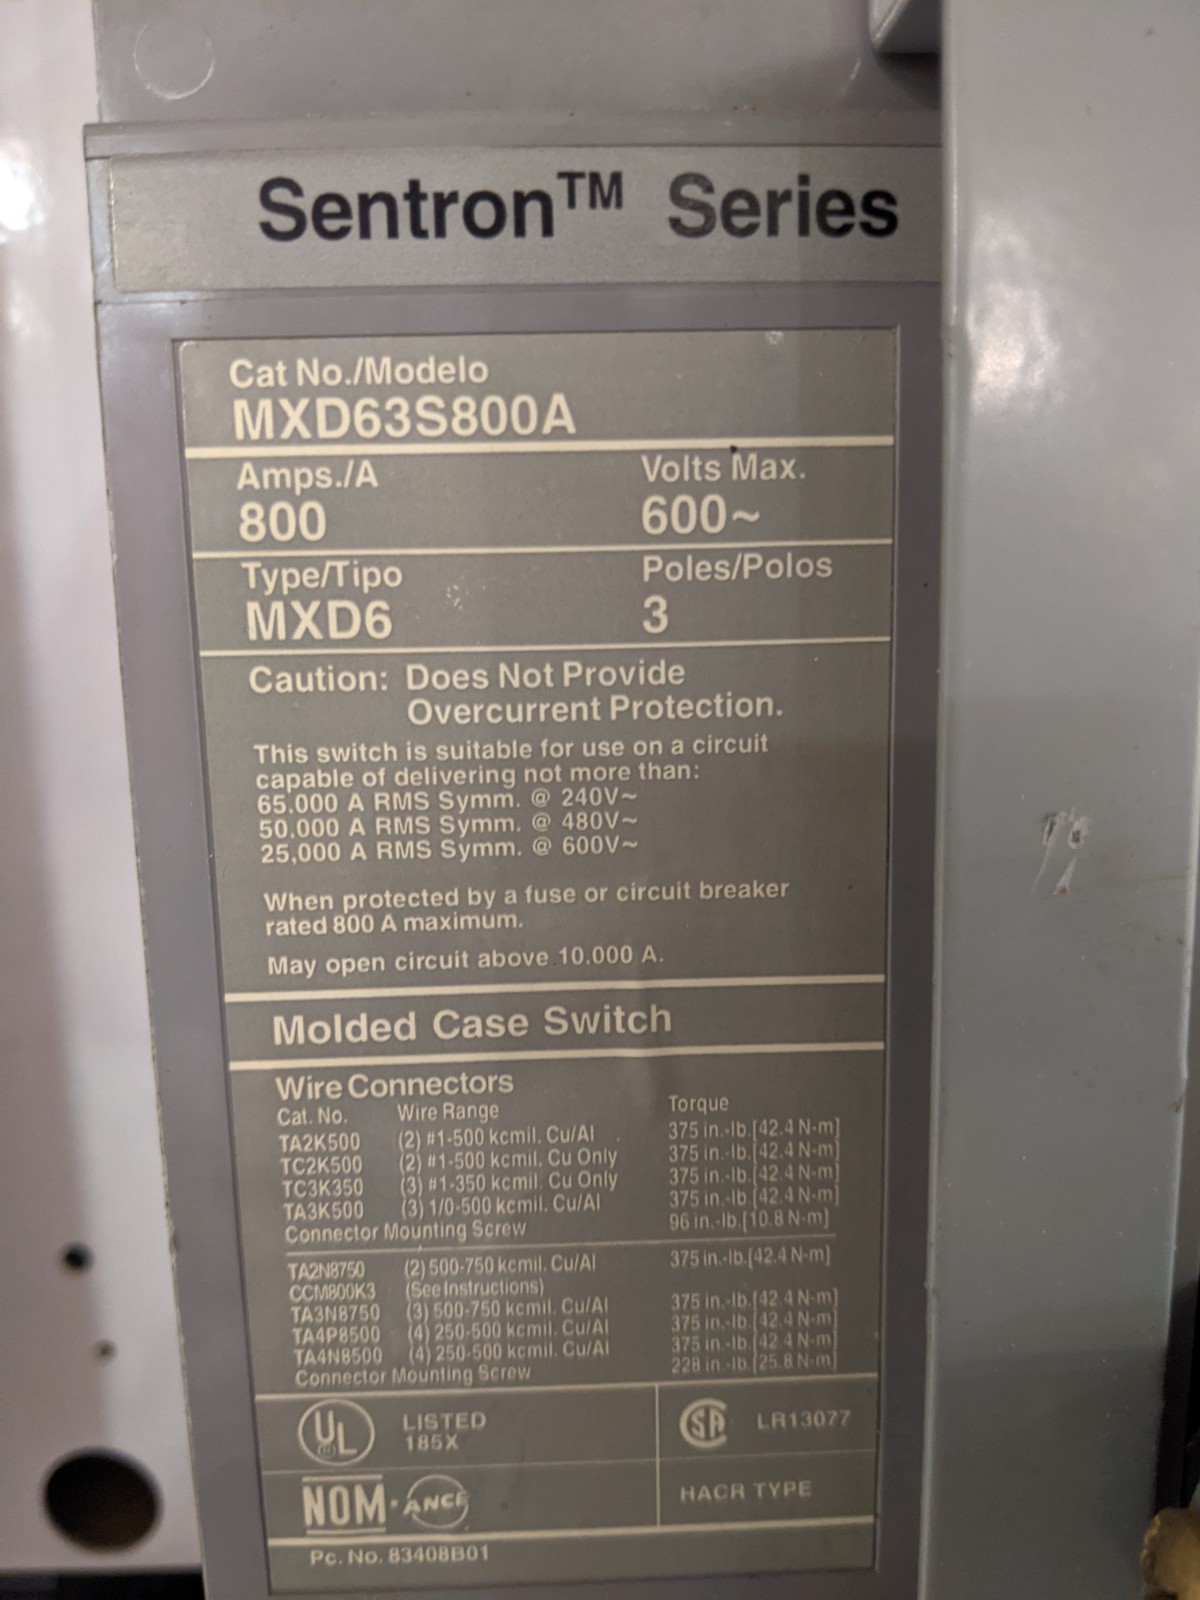 Sentron™ Series
Cat No./Modelo
MXD63S800A
Amps./A Volts Max.
800 600~
Type/Tipo Poles/Polos
MXD6 3
Caution: Does Not Provide
Overcurrent Protection.
This switch is suitable for use on a circuit
capable of delivering not more than:
65.000 A RMS Symm. @ 240V~
50,000 A RMS Symm. @ 480V~
25,000 A RMS Symm. @ 600V~
When protected by a fuse or circuit breaker
rated 800 A maximum.
May open circuit above 10.000 A.
Molded Case Switch
Wire Connectors
Cat. No. Wire Range Torque
TA2K500 (2) #1-500 kcmil. Cu/Al 375 in.-lb.[42.4 N-m]
TC2K500 (2) #1-500 kcmil. Cu Only 375 in.-lb.[42.4 N-m]
TC3K350 (3) #1-350 kcmil. Cu Only 375 in.-lb.[42.4 N-m]
TA3K500 (3) 1/0-500 kcmil. Cu/Al 375 in.-lb.[42.4 N-m]
Connector Mounting Screw 96 in.-lb.[10.8 N-m]
TA2N8750 (2) 500-750 kcmil. Cu/Al 375 in.-lb.[42.4 N-m]
CCM800K3 (See Instructions)
TA3N8750 (3) 500-750 kcmil. Cu/Al 375 in.-lb.[42.4 N-m]
TA4P8500 (4) 250-500 kcmil. Cu/Al 375 in.-lb.[42.4 N-m]
TA4N8500 (4) 250-500 kcmil. Cu/Al 375 in.-lb.[42.4 N-m]
Connector Mounting Screw 228 in.-lb.[25.8 N-m]
UL LISTED SA LR13077
185X
NOM-ANCE HACR TYPE
Pc. No. 83408B01